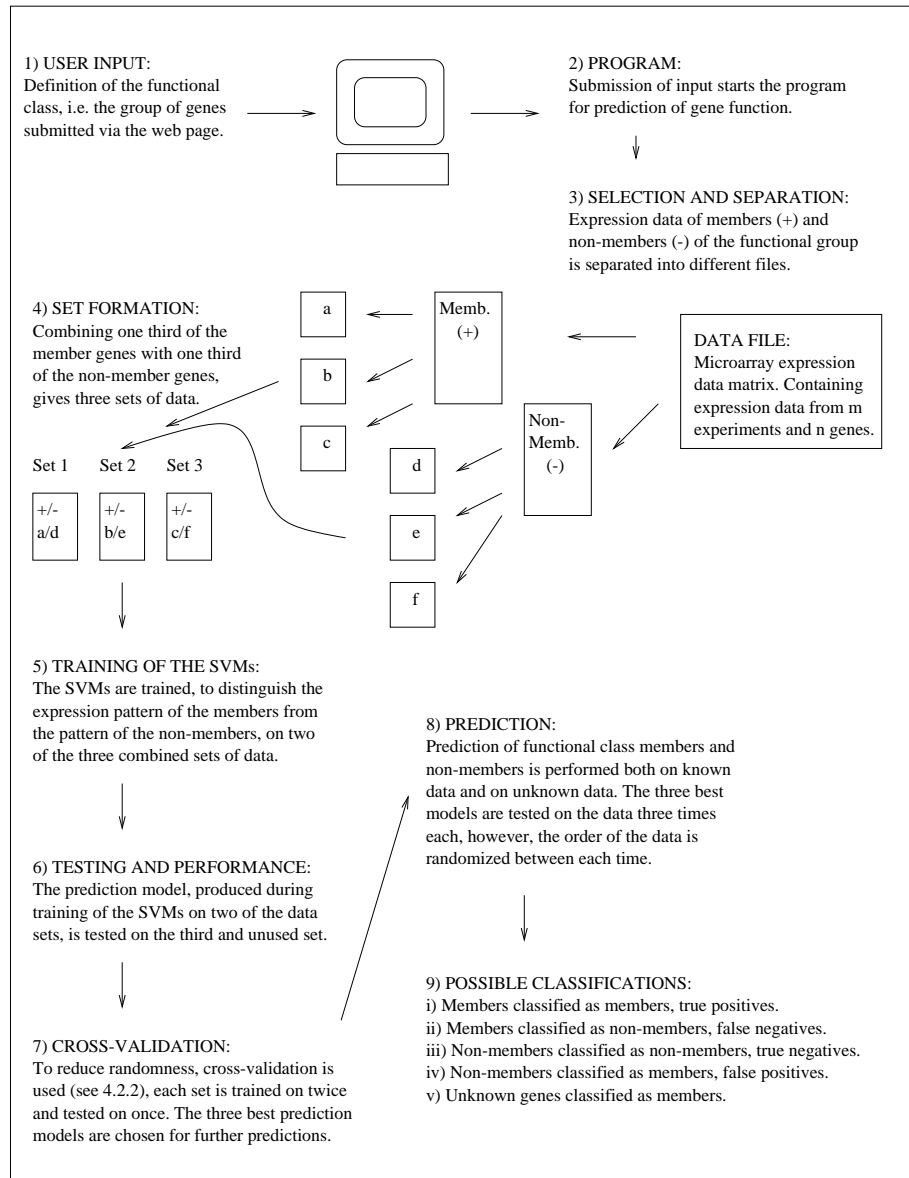 1) USER INPUT:
Definition of the functional
class, i.e. the group of genes
submitted via the web page.
2) PROGRAM:
Submission of input starts the program
for prediction of gene function.
3) SELECTION AND SEPARATION:
Expression data of members (+) and
non-members (-) of the functional group
is separated into different files.
DATA FILE:
Microarray expression
data matrix. Containing
expression data from m
experiments and n genes.
Memb.
(+)
Non-
Memb.
(-)
a
b
c
d
e
f
4) SET FORMATION:
Combining one third of the
member genes with one third
of the non-member genes,
gives three sets of data.
Set 1 Set 2 Set 3
+/- +/- +/-
a/d b/e c/f
5) TRAINING OF THE SVMs:
The SVMs are trained, to distinguish the
expression pattern of the members from
the pattern of the non-members, on two
of the three combined sets of data.
6) TESTING AND PERFORMANCE:
The prediction model, produced during
training of the SVMs on two of the data
sets, is tested on the third and unused set.
7) CROSS-VALIDATION:
To reduce randomness, cross-validation is
used (see 4.2.2), each set is trained on twice
and tested on once. The three best prediction
models are chosen for further predictions.
8) PREDICTION:
Prediction of functional class members and
non-members is performed both on known
data and on unknown data. The three best
models are tested on the data three times
each, however, the order of the data is
randomized between each time.
9) POSSIBLE CLASSIFICATIONS:
i) Members classified as members, true positives.
ii) Members classified as non-members, false negatives.
iii) Non-members classified as non-members, true negatives.
iv) Non-members classified as members, false positives.
v) Unknown genes classified as members.